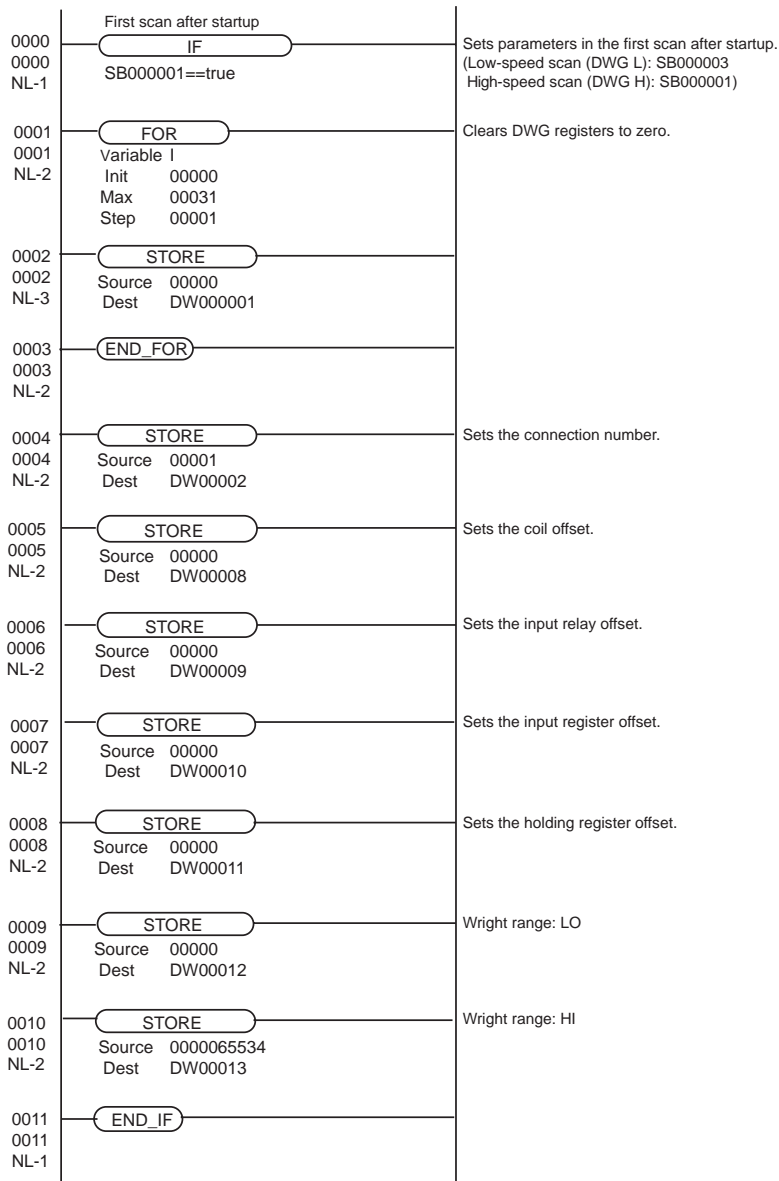 First scan after startup
0000
0000
NL-1
IF
SB000001==true
Sets parameters in the first scan after startup.
(Low-speed scan (DWG L): SB000003
High-speed scan (DWG H): SB000001)
0001
0001
NL-2
FOR
Variable I
Init 00000
Max 00031
Step 00001
Clears DWG registers to zero.
0002
0002
NL-3
STORE
Source 00000
Dest DW000001
0003
0003
NL-2
END_FOR
0004
0004
NL-2
STORE
Source 00001
Dest DW00002
Sets the connection number.
0005
0005
NL-2
STORE
Source 00000
Dest DW00008
Sets the coil offset.
0006
0006
NL-2
STORE
Source 00000
Dest DW00009
Sets the input relay offset.
0007
0007
NL-2
STORE
Source 00000
Dest DW00010
Sets the input register offset.
0008
0008
NL-2
STORE
Source 00000
Dest DW00011
Sets the holding register offset.
0009
0009
NL-2
STORE
Source 00000
Dest DW00012
Wright range: LO
0010
0010
NL-2
STORE
Source 0000065534
Dest DW00013
Wright range: HI
0011
0011
NL-1
END_IF